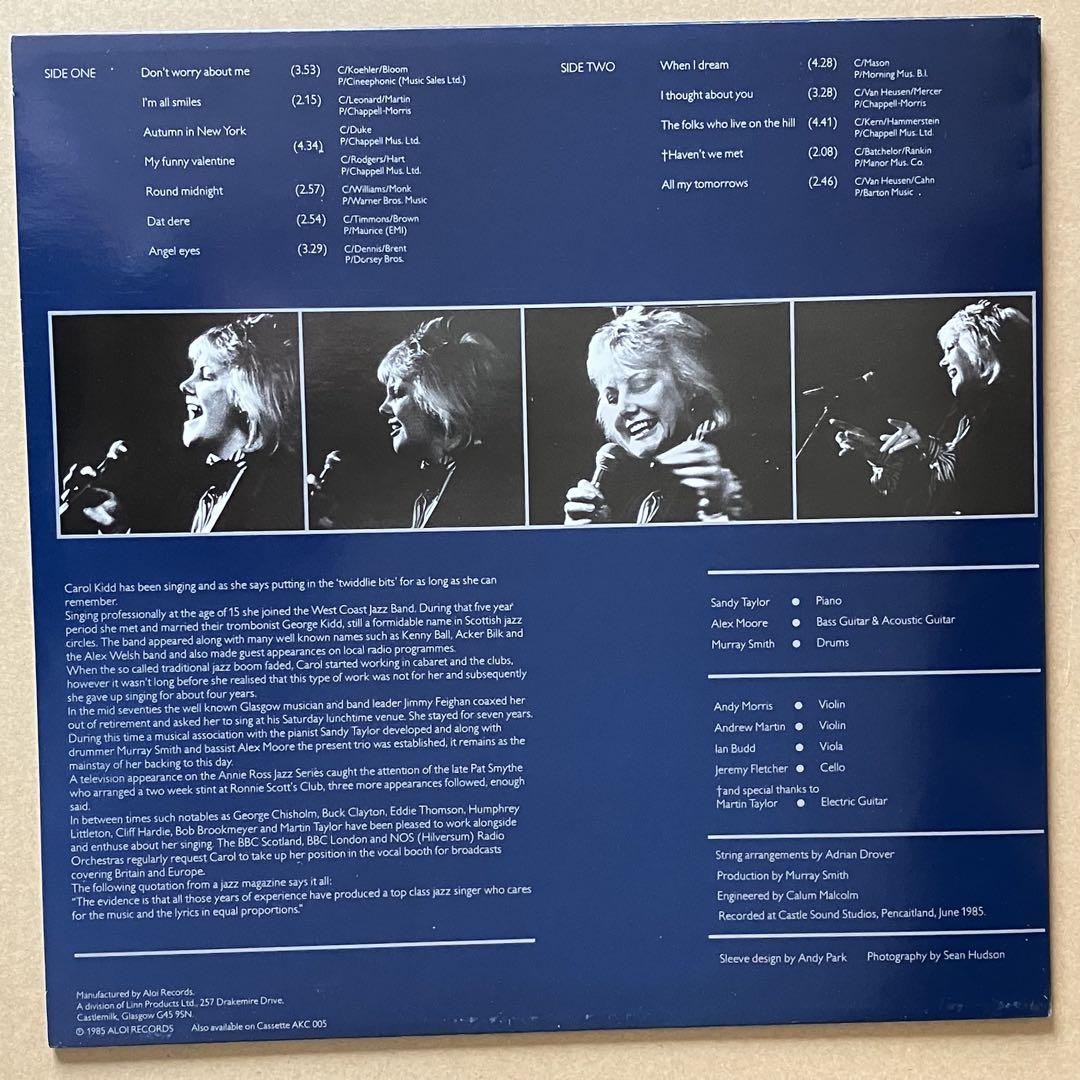 SIDE ONE
Don't worry about me (3.53) C/Koehler/Bloom
P/Cineephonic (Music Sales Ltd.)
I'm all smiles (2.15) C/Leonard/Martin
P/Chappell-Morris
Autumn in New York C/Duke
(4.34) P/Chappell Mus. Ltd.
My funny valentine C/Rodgers/Hart
P/Chappell Mus. Ltd.
Round midnight (2.57) C/Williams/Monk
P/Warner Bros. Music
Dat dere (2.54) C/Timmons/Brown
P/Maurice (EMI)
Angel eyes (3.29) C/Dennis/Brent
P/Dorsey Bros.
SIDE TWO
When I dream (4.28) C/Mason
P/Morning Mus. B.I.
I thought about you (3.28) C/Van Heusen/Mercer
P/Chappell-Morris
The folks who live on the hill (4.41) C/Kern/Hammerstein
P/Chappell Mus. Ltd.
†Haven't we met (2.08) C/Batchelor/Rankin
P/Manor Mus. Co.
All my tomorrows (2.46) C/Van Heusen/Cahn
P/Barton Music .
Carol Kidd has been singing and as she says putting in the 'twiddlie bits' for as long as she can
remember.
Singing professionally at the age of 15 she joined the West Coast Jazz Band. During that five year
period she met and married their trombonist George Kidd, still a formidable name in Scottish jazz
circles. The band appeared along with many well known names such as Kenny Ball, Acker Bilk and
the Alex Welsh band and also made guest appearances on local radio programmes.
When the so called traditional jazz boom faded, Carol started working in cabaret and the clubs,
however it wasn't long before she realised that this type of work was not for her and subsequently
she gave up singing for about four years.
In the mid seventies the well known Glasgow musician and band leader Jimmy Feighan coaxed her
out of retirement and asked her to sing at his Saturday lunchtime venue. She stayed for seven years.
During this time a musical association with the pianist Sandy Taylor developed and along with
drummer Murray Smith and bassist Alex Moore the present trio was established, it remains as the
mainstay of her backing to this day.
A television appearance on the Annie Ross Jazz Series caught the attention of the late Pat Smythe
who arranged a two week stint at Ronnie Scott's Club, three more appearances followed, enough
said.
In between times such notables as George Chisholm, Buck Clayton, Eddie Thomson, Humphrey
Littleton, Cliff Hardie, Bob Brookmeyer and Martin Taylor have been pleased to work alongside
and enthuse about her singing. The BBC Scotland, BBC London and NOS (Hilversum) Radio
Orchestras regularly request Carol to take up her position in the vocal booth for broadcasts
covering Britain and Europe.
The following quotation from a jazz magazine says it all:
"The evidence is that all those years of experience have produced a top class jazz singer who cares
for the music and the lyrics in equal proportions."
Manufactured by Aloi Records.
A division of Linn Products Ltd., 257 Drakemire Drive,
Castlemilk, Glasgow G45 9SN.
© 1985 ALOI RECORDS Also available on Cassette AKC 005
Sandy Taylor ● Piano
Alex Moore ● Bass Guitar & Acoustic Guitar
Murray Smith ● Drums
Andy Morris ● Violin
Andrew Martin ● Violin
Ian Budd ● Viola
Jeremy Fletcher ● Cello
†and special thanks to
Martin Taylor ● Electric Guitar
String arrangements by Adrian Drover
Production by Murray Smith
Engineered by Calum Malcolm
Recorded at Castle Sound Studios, Pencaitland, June 1985.
Sleeve design by Andy Park Photography by Sean Hudson